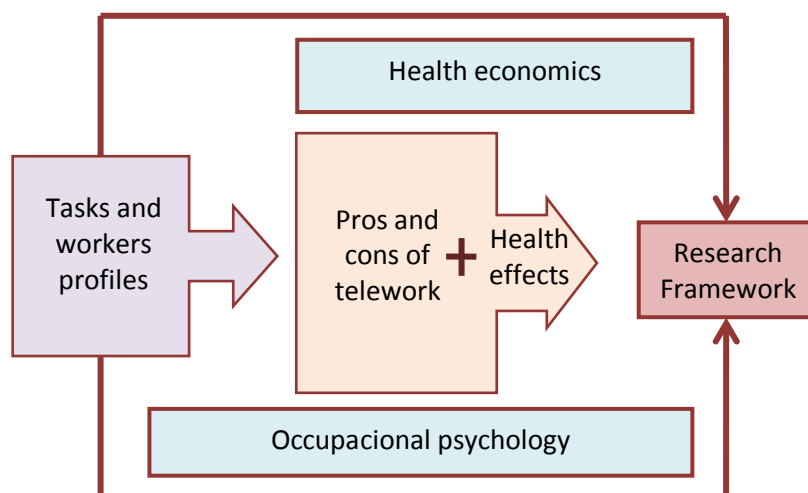 Health economics
Tasks and
workers
profiles
Pros and
cons of
telework
+
Health
effects
Research
Framework
Occupacional psychology